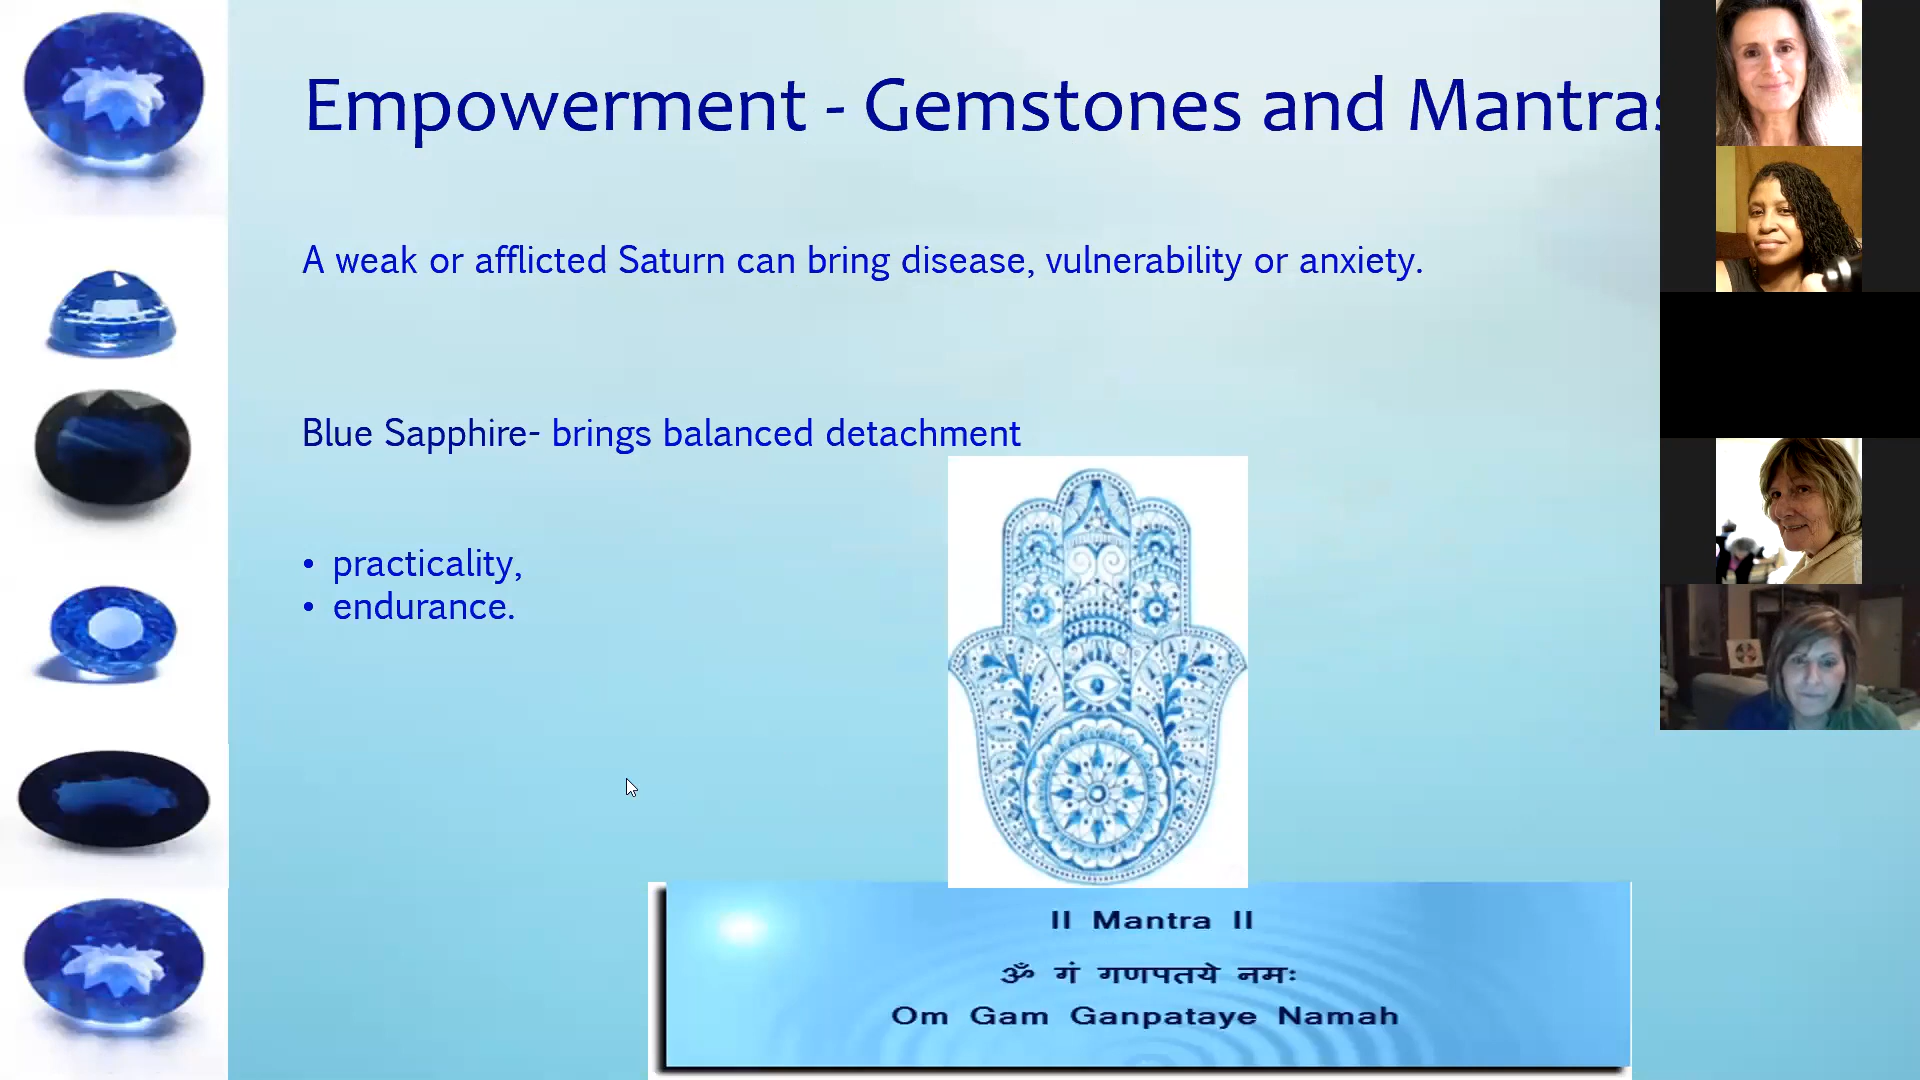 Empowerment - Gemstones and Mantras
A weak or afflicted Saturn can bring disease, vulnerability or anxiety.
Blue Sapphire- brings balanced detachment
• practicality,
• endurance.
II Mantra II
ॐ गं गणपतये नमः
Om Gam Ganpataye Namah